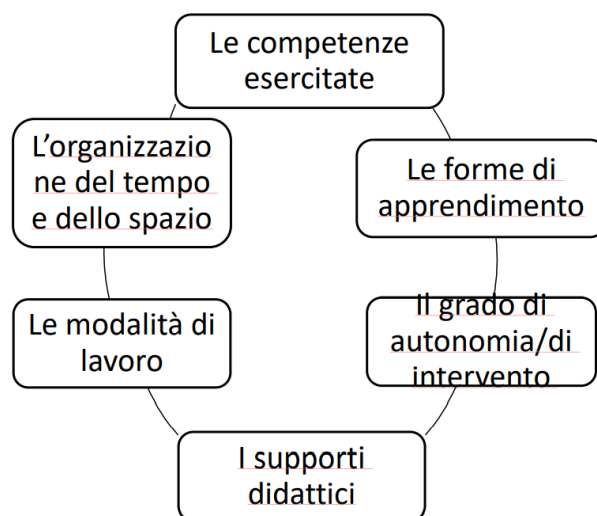 Le competenze
esercitate
L'organizzazio
ne del tempo
e dello spazio
Le forme di
apprendimento
Le modalità di
lavoro
Il grado di
autonomia/di
intervento
I supporti
didattici